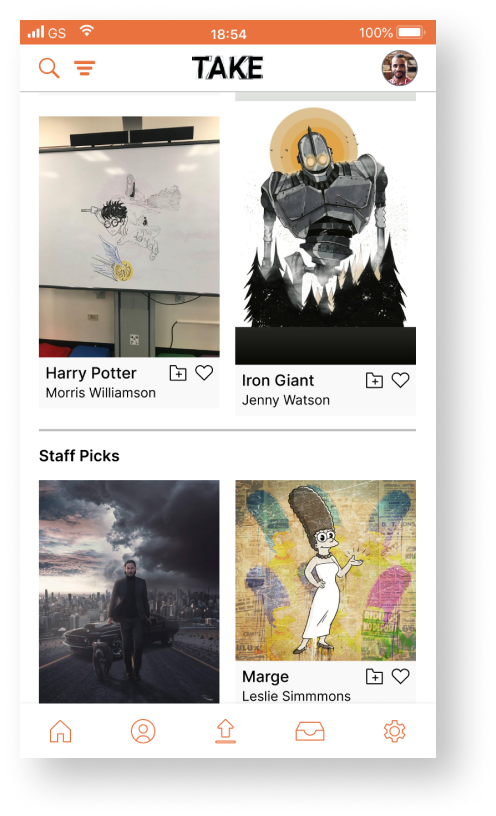 GS
18:54
100%
TAKE
Harry Potter
Morris Williamson
Iron Giant
Jenny Watson
Staff Picks
Marge
Leslie Simmmons